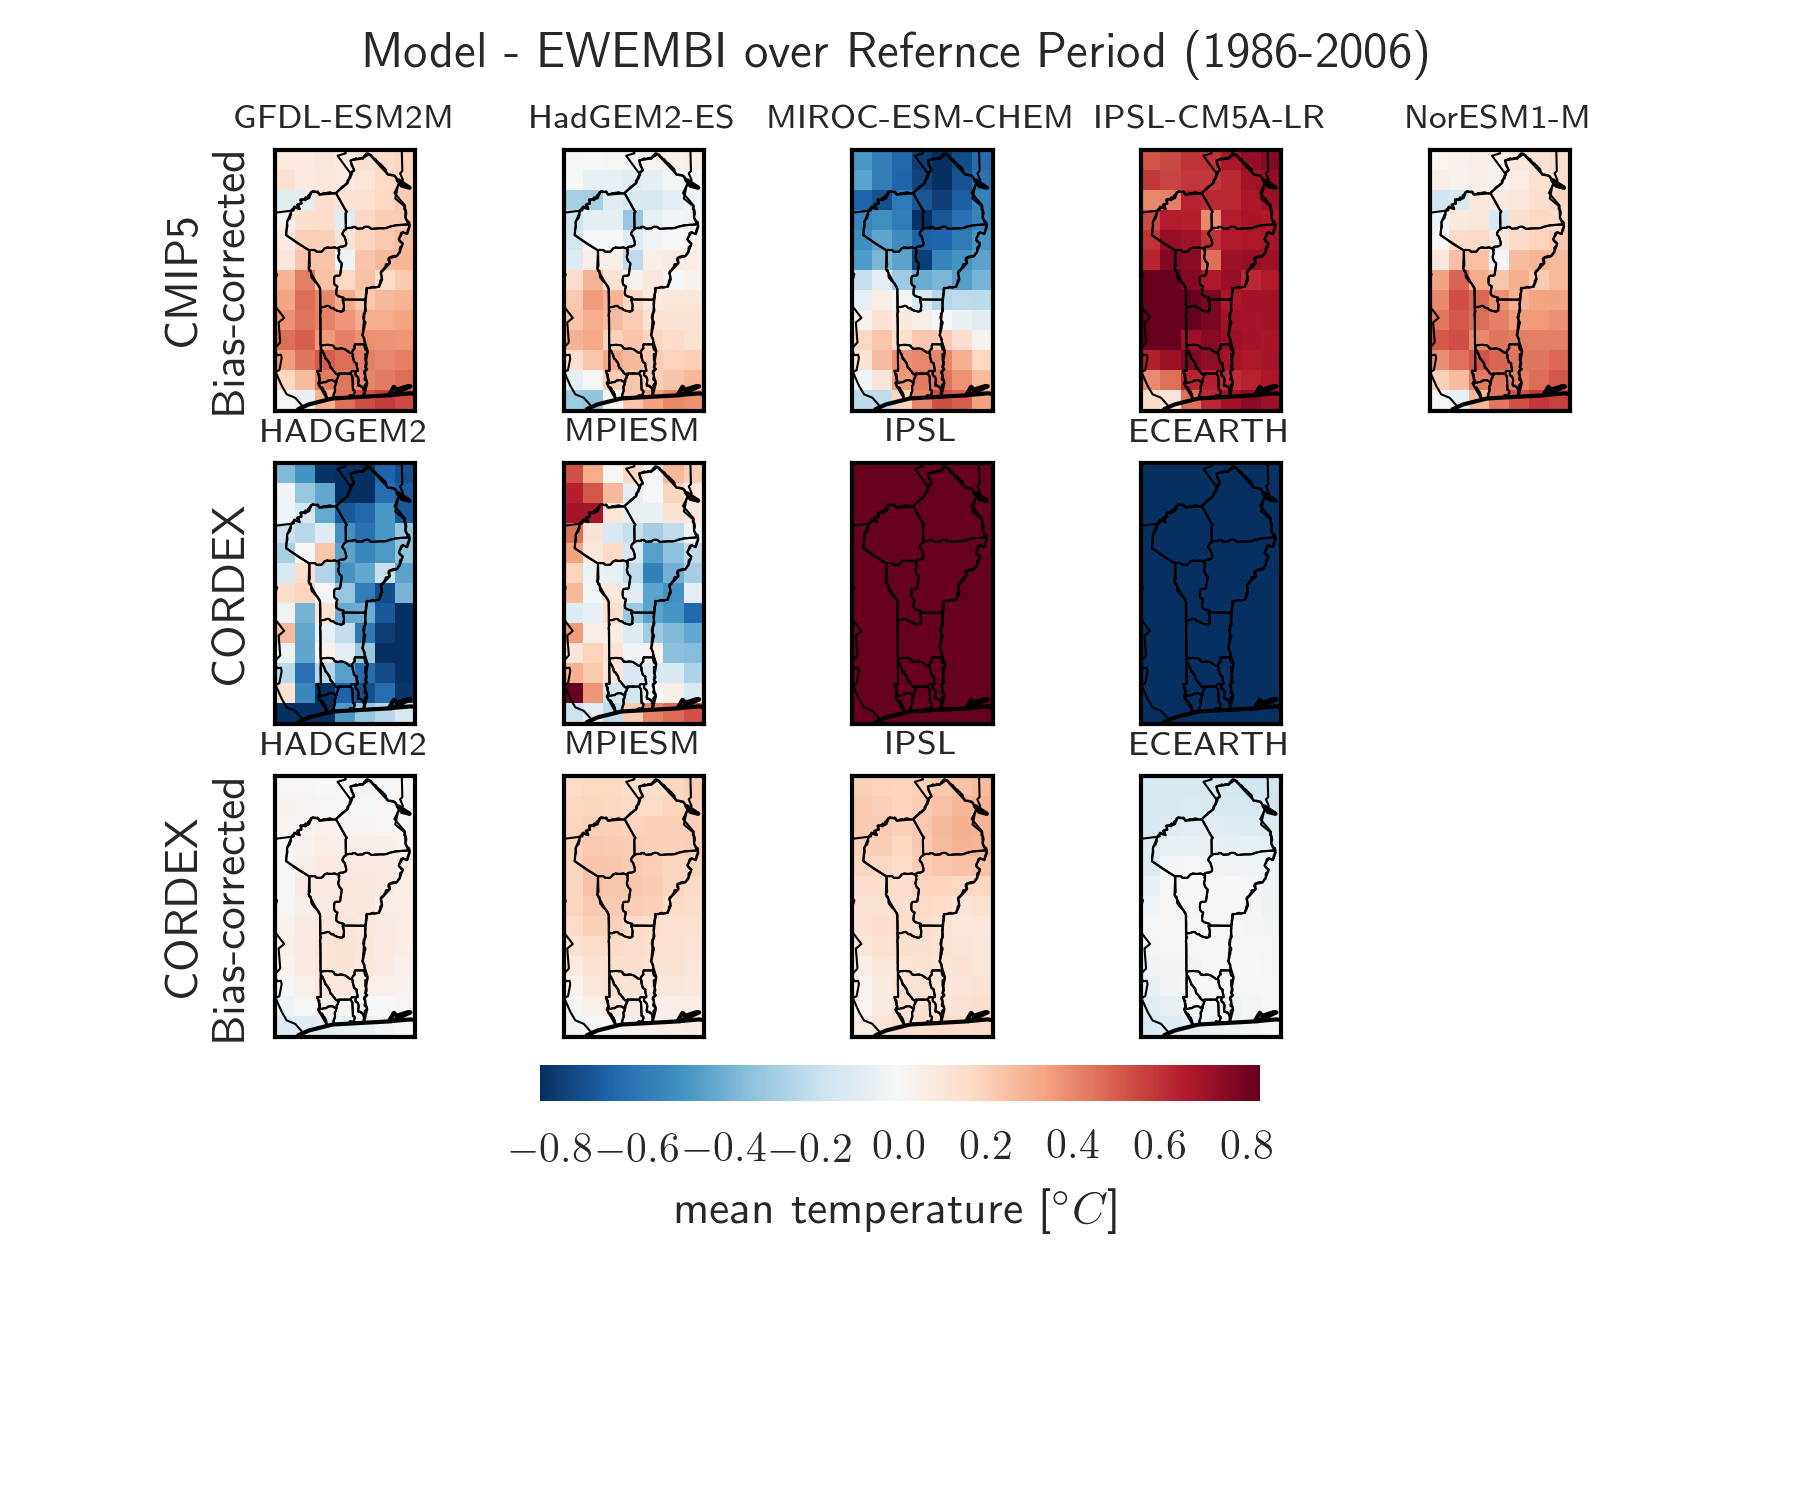 Model - EWEMBI over Refernce Period (1986-2006)
GFDL-ESM2M HadGEM2-ES MIROC-ESM-CHEM IPSL-CM5A-LR NorESM1-M
CMIP5
Bias-corrected
HADGEM2 MPIESM IPSL ECEARTH
CORDEX
HADGEM2 MPIESM IPSL ECEARTH
CORDEX
Bias-corrected
−0.8 −0.6 −0.4 −0.2 0.0 0.2 0.4 0.6 0.8
mean temperature [°C]